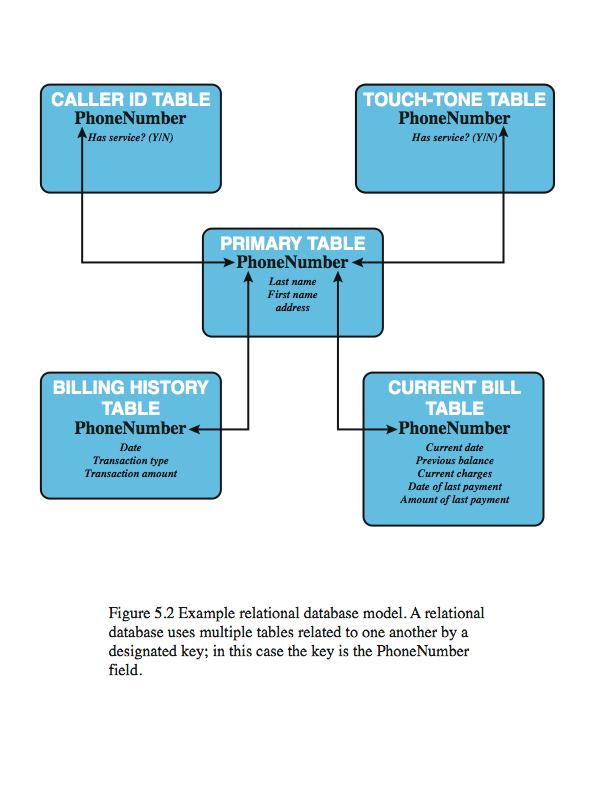 CALLER ID TABLE
PhoneNumber
Has service? (Y/N)
TOUCH-TONE TABLE
PhoneNumber
Has service? (Y/N)
PRIMARY TABLE
PhoneNumber
Last name
First name
address
BILLING HISTORY
TABLE
PhoneNumber
Date
Transaction type
Transaction amount
CURRENT BILL
TABLE
PhoneNumber
Current date
Previous balance
Current charges
Date of last payment
Amount of last payment
Figure 5.2 Example relational database model. A relational
database uses multiple tables related to one another by a
designated key; in this case the key is the PhoneNumber
field.